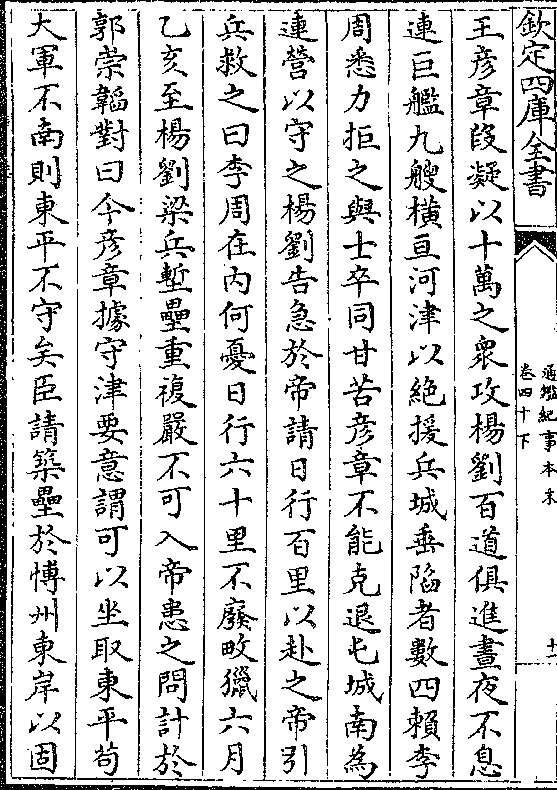 欽定四庫全書
通鑑紀事本末
卷四十下
十一
王彦章段凝以十萬之衆攻楊劉百道俱進晝夜不息
連巨艦九艘横亘河津以絶援兵城垂陷者數四賴李
周悉力拒之與士卒同甘苦彦章不能克退屯城南為
連營以守之楊劉告急於帝請日行百里以赴之帝引
兵救之曰李周在内何憂日行六十里不廢畋獵六月
乙亥至楊劉梁兵塹壘重複嚴不可入帝患之問計於
郭崇韜對曰今彦章據守津要意謂可以坐取東平茍
大軍不南則東平不守矣臣請築壘於博州東岸以固